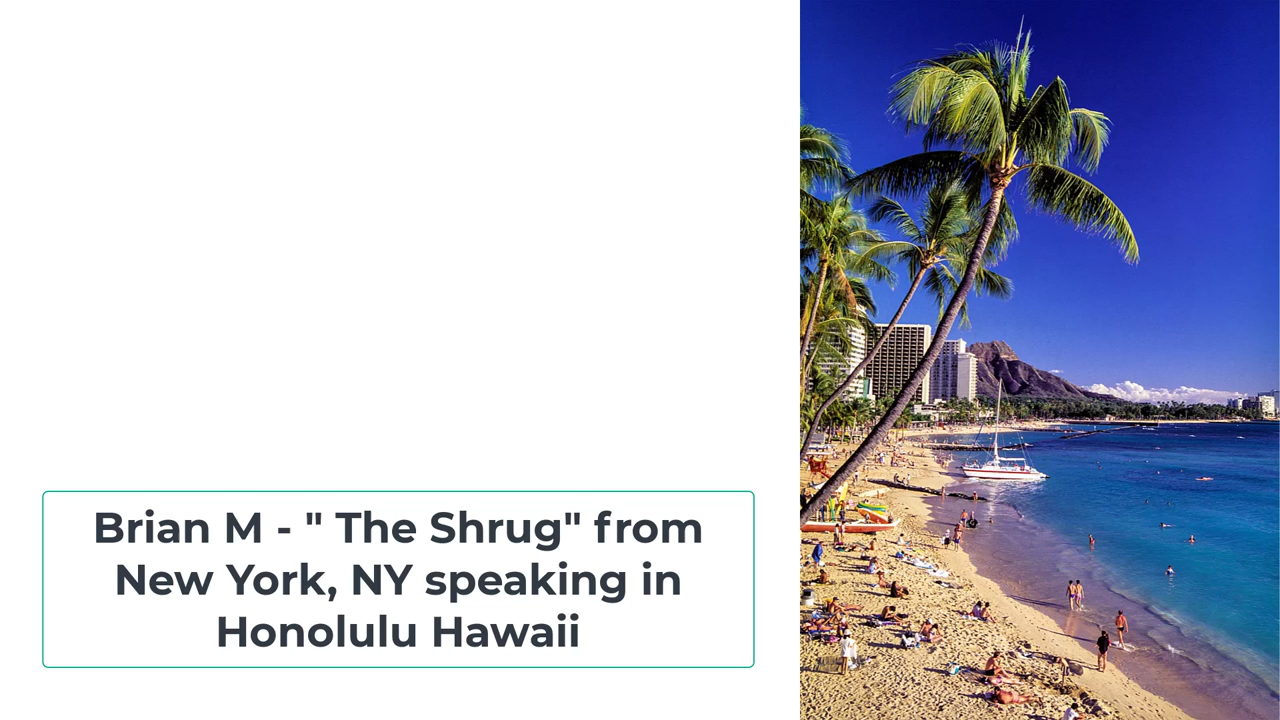 Brian M - " The Shrug" from
New York, NY speaking in
Honolulu Hawaii